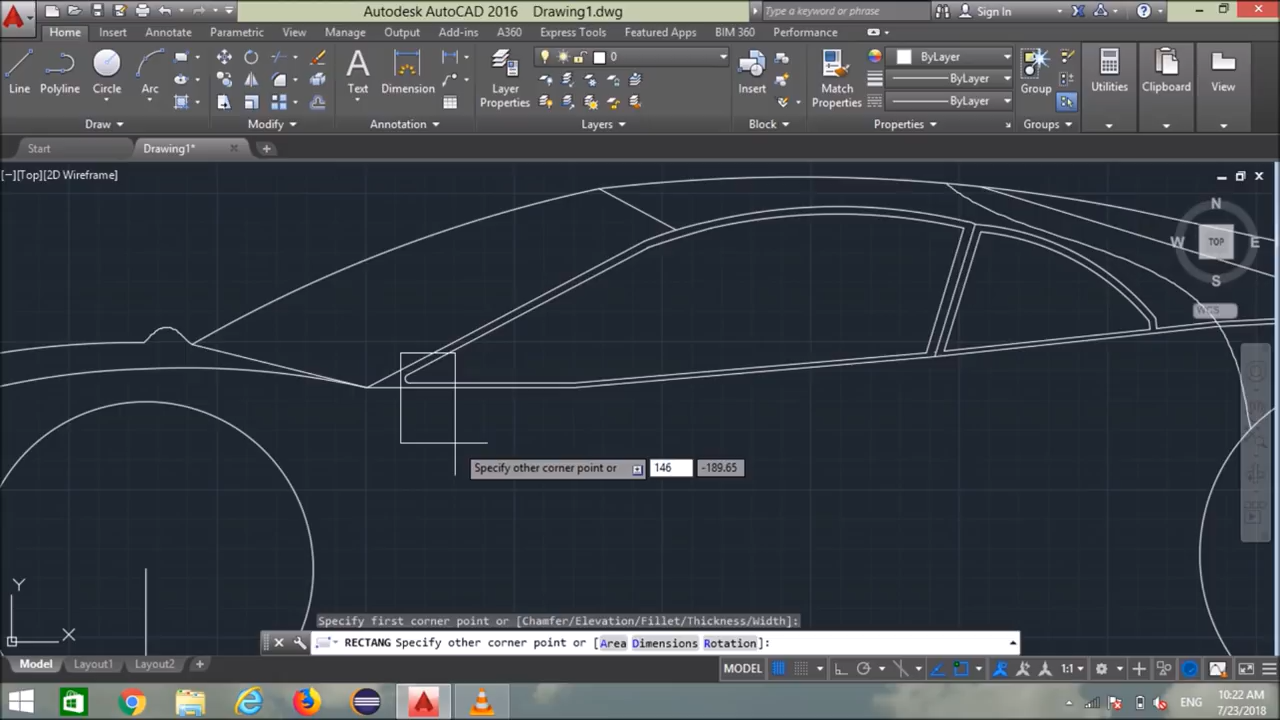 Autodesk AutoCAD 2016 Drawing1.dwg
Type a keyword or phrase
Sign In
Home Insert Annotate Parametric View Manage Output Add-ins A360 Express Tools Featured Apps BIM 360 Performance
Line Polyline Circle Arc
Text Dimension
Layer Properties
0
Insert
Match Properties
ByLayer
ByLayer
ByLayer
Group
Utilities Clipboard View
Draw Modify Annotation Layers Block Properties Groups
Start Drawing1*
[−][Top][2D Wireframe]
N
W TOP E
S
WCS
Specify other corner point or 146 -189.65
Y
X
Specify first corner point or [Chamfer/Elevation/Fillet/Thickness/Width]:
RECTANG Specify other corner point or [Area Dimensions Rotation]:
Model Layout1 Layout2
MODEL 1:1
ENG
10:22 AM
7/23/2018